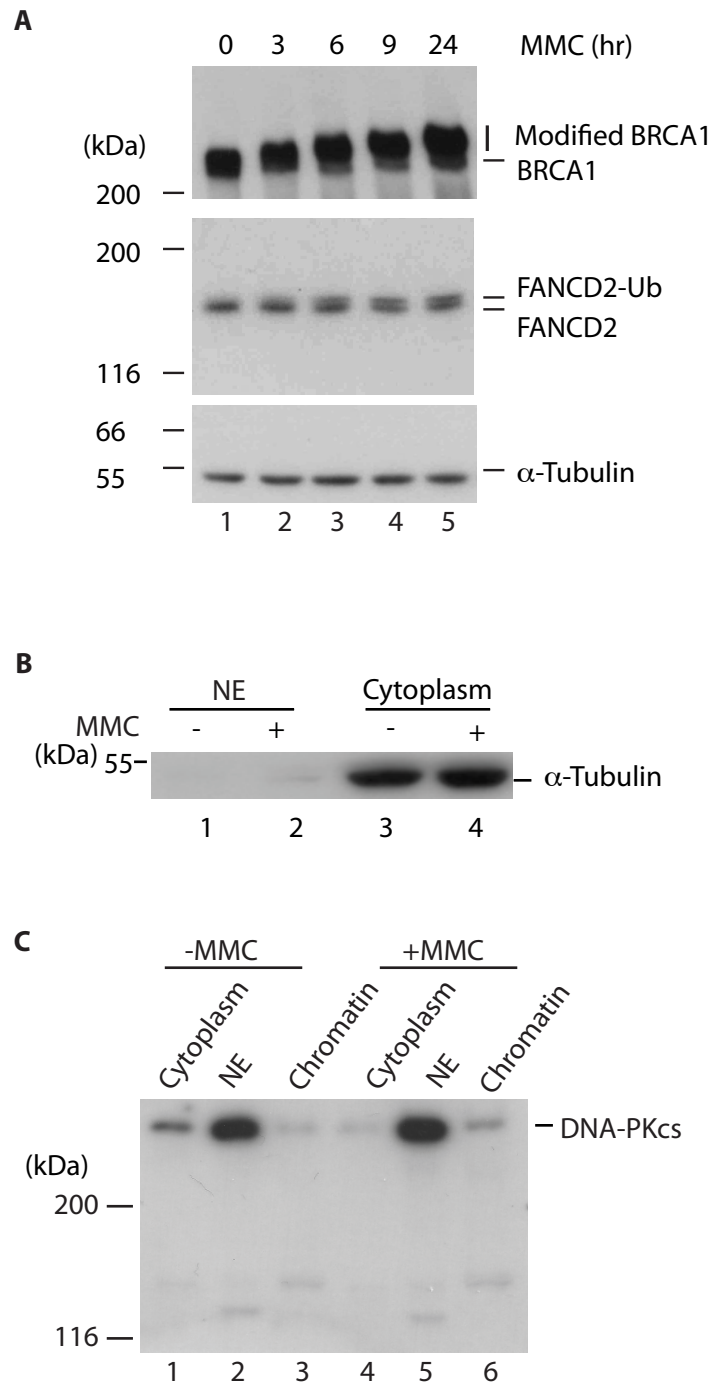 A
0 3 6 9 24 MMC (hr)
(kDa)
Modified BRCA1
BRCA1
200
200
FANCD2-Ub
FANCD2
116
66
55
α-Tubulin
1 2 3 4 5
B
NE Cytoplasm
MMC - + - +
(kDa) 55
α-Tubulin
1 2 3 4
C
-MMC +MMC
Cytoplasm NE Chromatin Cytoplasm NE Chromatin
DNA-PKcs
(kDa)
200
116
1 2 3 4 5 6